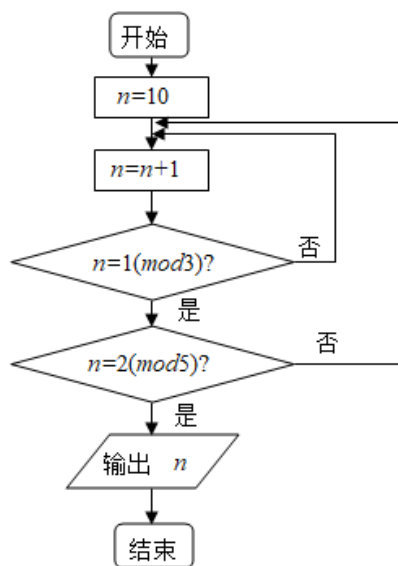 开始
n=10
n=n+1
n=1(mod3)?
否
是
n=2(mod5)?
否
是
输出 n
结束